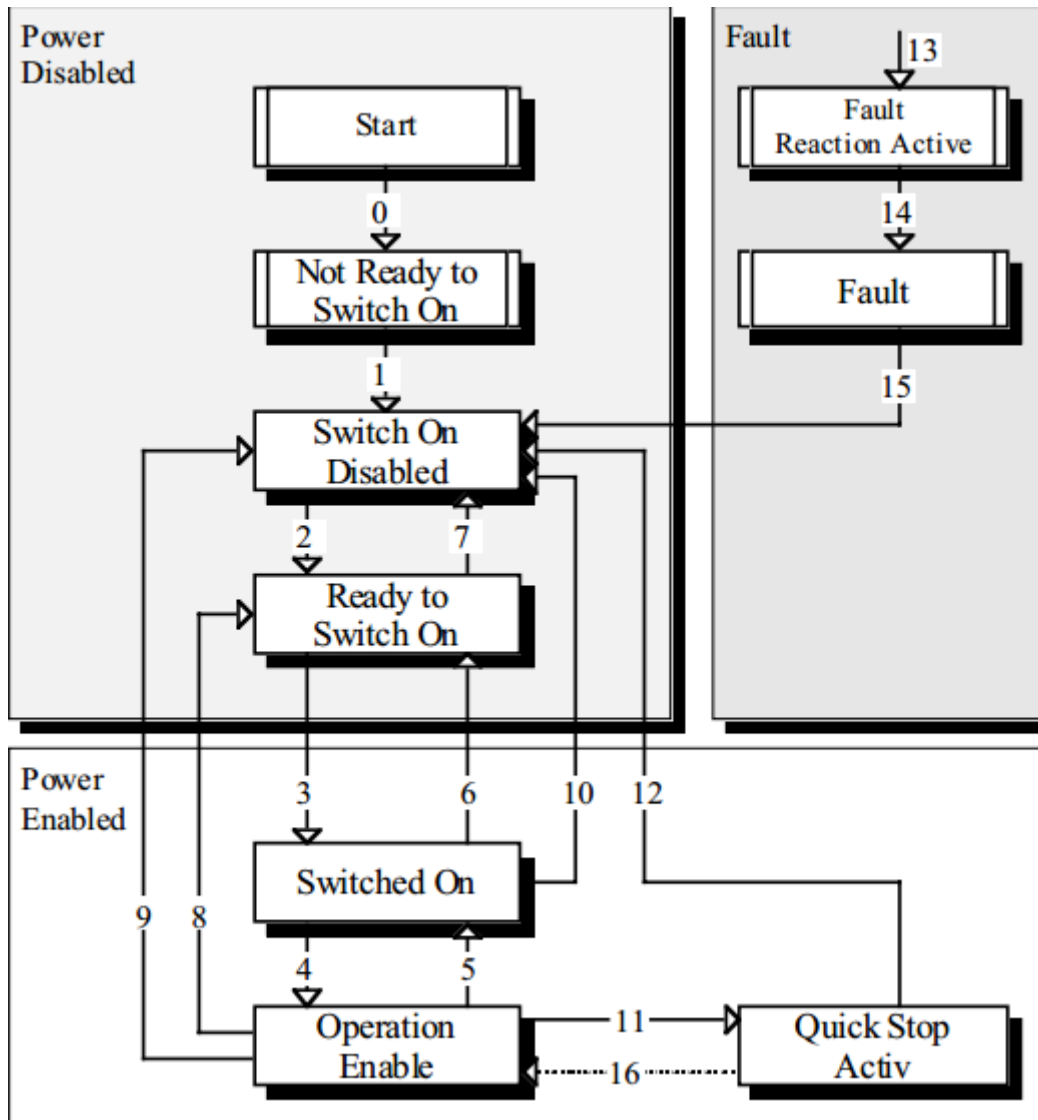 Power
Disabled
Start
0
Not Ready to
Switch On
1
Switch On
Disabled
2
7
Ready to
Switch On
Fault
13
Fault
Reaction Active
14
Fault
15
Power
Enabled
3
6
10
12
Switched On
9
8
4
5
Operation
Enable
11
16
Quick Stop
Activ